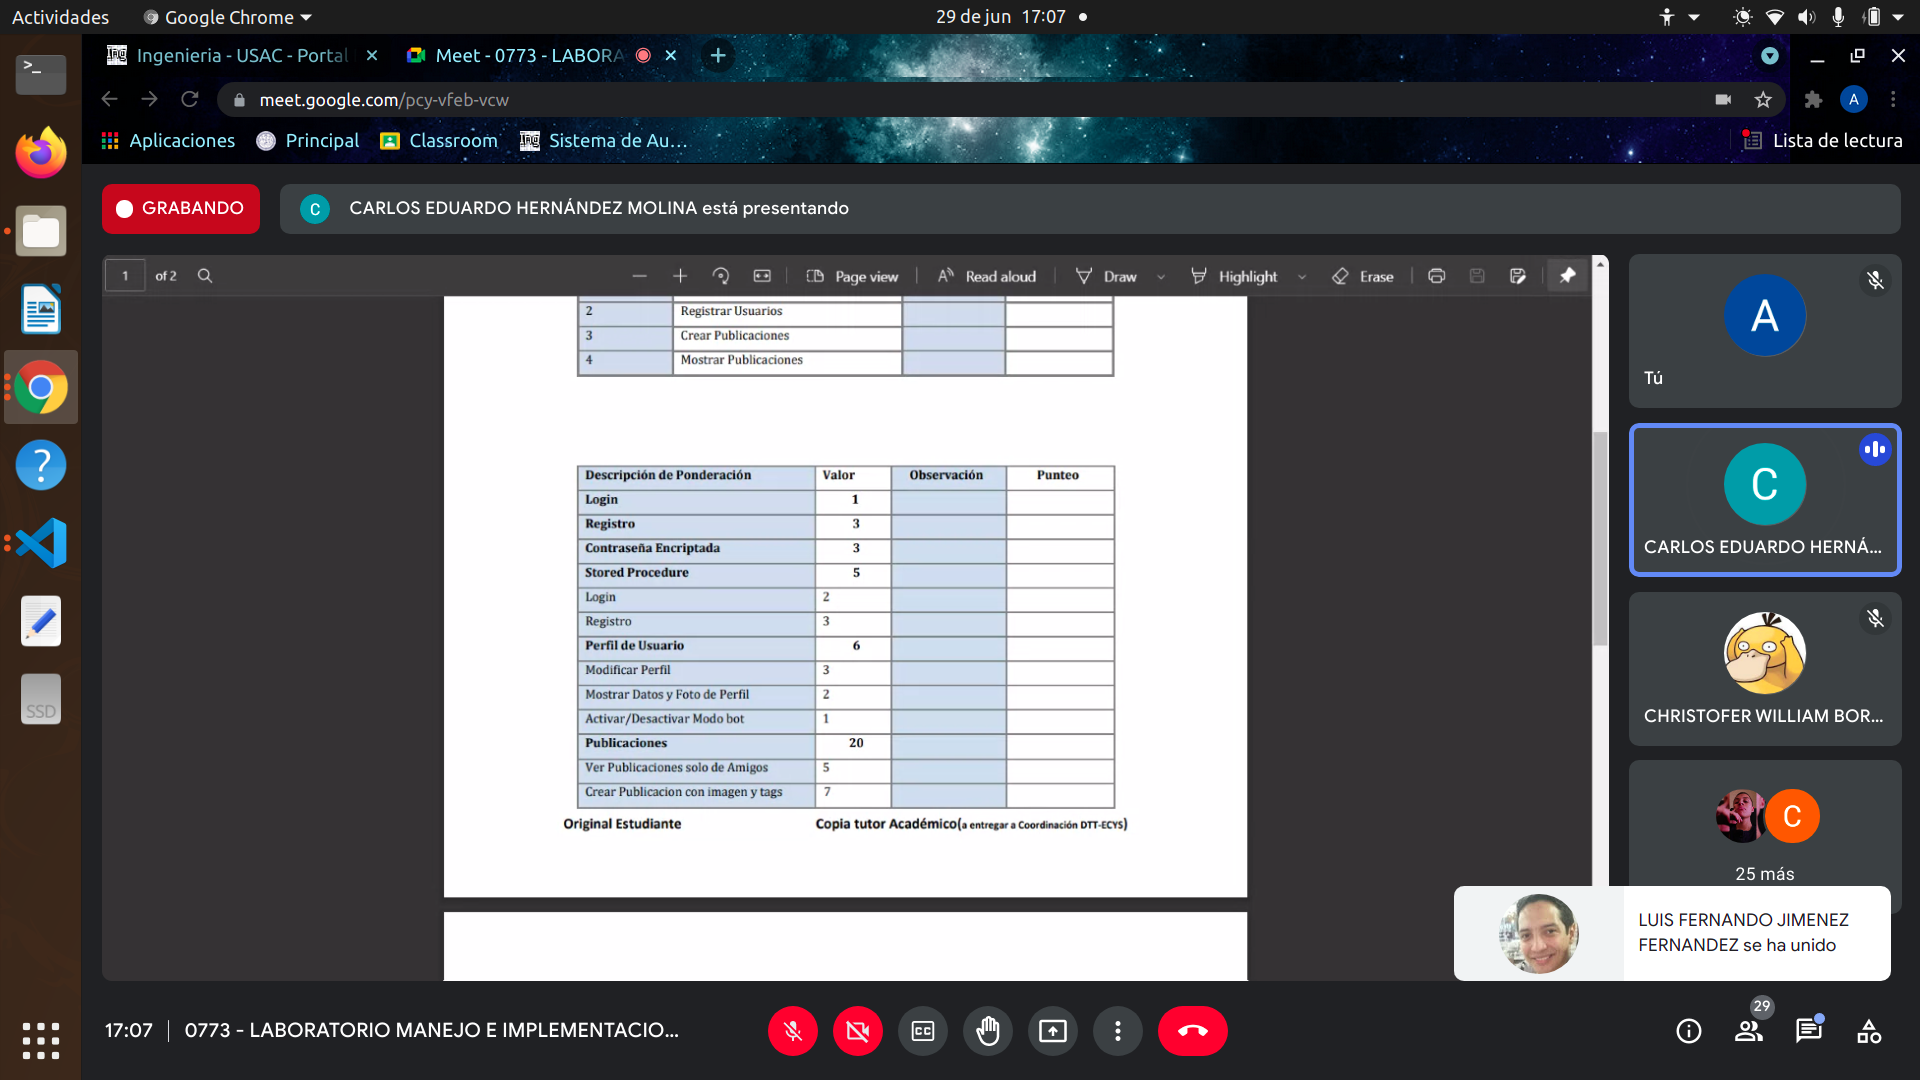 Actividades
Google Chrome
29 de jun 17:07
Ingenieria - USAC - Portal
Meet - 0773 - LABORA
meet.google.com/pcy-vfeb-vcw
A
Aplicaciones
Principal
Classroom
Sistema de Au...
Lista de lectura
GRABANDO
C
CARLOS EDUARDO HERNÁNDEZ MOLINA está presentando
1 of 2
Page view
Read aloud
Draw
Highlight
Erase
2 Registrar Usuarios
3 Crear Publicaciones
4 Mostrar Publicaciones
Descripción de Ponderación Valor Observación Punteo
Login 1
Registro 3
Contraseña Encriptada 3
Stored Procedure 5
Login 2
Registro 3
Perfil de Usuario 6
Modificar Perfil 3
Mostrar Datos y Foto de Perfil 2
Activar/Desactivar Modo bot 1
Publicaciones 20
Ver Publicaciones solo de Amigos 5
Crear Publicacion con imagen y tags 7
Original Estudiante Copia tutor Académico(a entregar a Coordinación DTT-ECYS)
A
Tú
C
CARLOS EDUARDO HERNÁ...
CHRISTOFER WILLIAM BOR...
C
25 más
LUIS FERNANDO JIMENEZ
FERNANDEZ se ha unido
SSD
17:07 0773 - LABORATORIO MANEJO E IMPLEMENTACIO...
CC
29